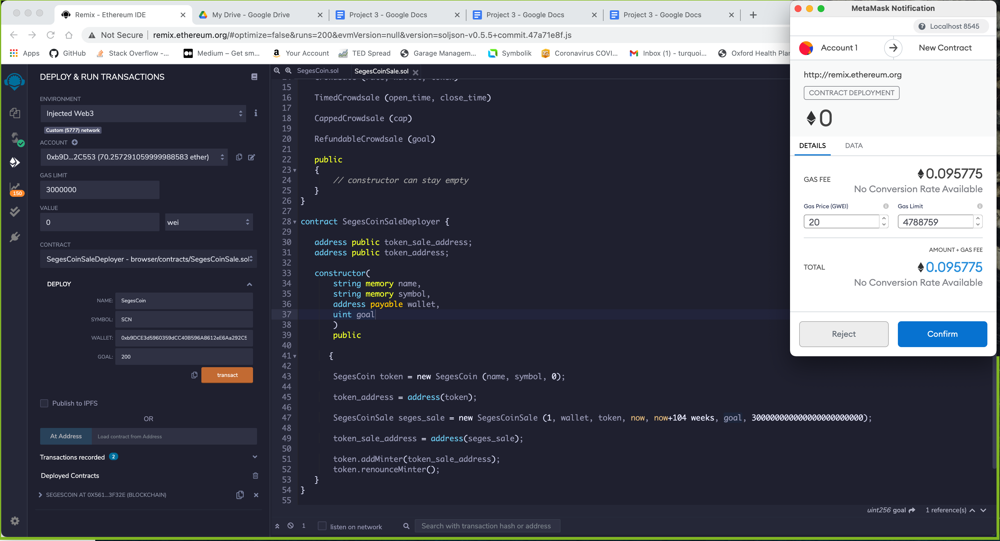 Remix - Ethereum IDE
My Drive - Google Drive
Project 3 - Google Docs
Project 3 - Google Docs
Project 3 - Google Docs
Not Secure
remix.ethereum.org/#optimize=false&runs=200&evmVersion=null&version=soljson-v0.5.5+commit.47a71e8f.js
Apps
GitHub
Stack Overflow -...
Medium – Get sm...
Your Account
TED Spread
Garage Managem...
Symbolik
Coronavirus COVI...
Inbox (1) - turquoi...
Oxford Health Plan
DEPLOY & RUN TRANSACTIONS
ENVIRONMENT
Injected Web3
Custom (5777) network
ACCOUNT
0xb9D...2C553 (70.257291059999988583 ether)
GAS LIMIT
3000000
150
VALUE
0
wei
CONTRACT
SegesCoinSaleDeployer - browser/contracts/SegesCoinSale.sol
DEPLOY
NAME:
SegesCoin
SYMBOL:
SCN
WALLET:
0xb9DCE3d5960359dCC40B596A8612eE6Aa292C5
GOAL:
200
transact
Publish to IPFS
OR
At Address
Load contract from Address
Transactions recorded 2
Deployed Contracts
SEGESCOIN AT 0X561...3F32E (BLOCKCHAIN)
SegesCoin.sol
SegesCoinSale.sol
15
16 TimedCrowdsale (open_time, close_time)
17
18 CappedCrowdsale (cap)
19
20 RefundableCrowdsale (goal)
21
22 public
23 {
24 // constructor can stay empty
25 }
26 }
27
28 contract SegesCoinSaleDeployer {
29
30 address public token_sale_address;
31 address public token_address;
32
33 constructor(
34 string memory name,
35 string memory symbol,
36 address payable wallet,
37 uint goal
38 )
39 public
40
41 {
42
43 SegesCoin token = new SegesCoin (name, symbol, 0);
44
45 token_address = address(token);
46
47 SegesCoinSale seges_sale = new SegesCoinSale (1, wallet, token, now, now+104 weeks, goal, 300000000000000000000000);
48
49 token_sale_address = address(seges_sale);
50
51 token.addMinter(token_sale_address);
52 token.renounceMinter();
53 }
54 }
55
uint256 goal
1 reference(s)
1
listen on network
Search with transaction hash or address
MetaMask Notification
Localhost 8545
Account 1
New Contract
http://remix.ethereum.org
CONTRACT DEPLOYMENT
0
DETAILS
DATA
GAS FEE
0.095775
No Conversion Rate Available
Gas Price (GWEI)
Gas Limit
20
4788759
AMOUNT + GAS FEE
TOTAL
0.095775
No Conversion Rate Available
Reject
Confirm